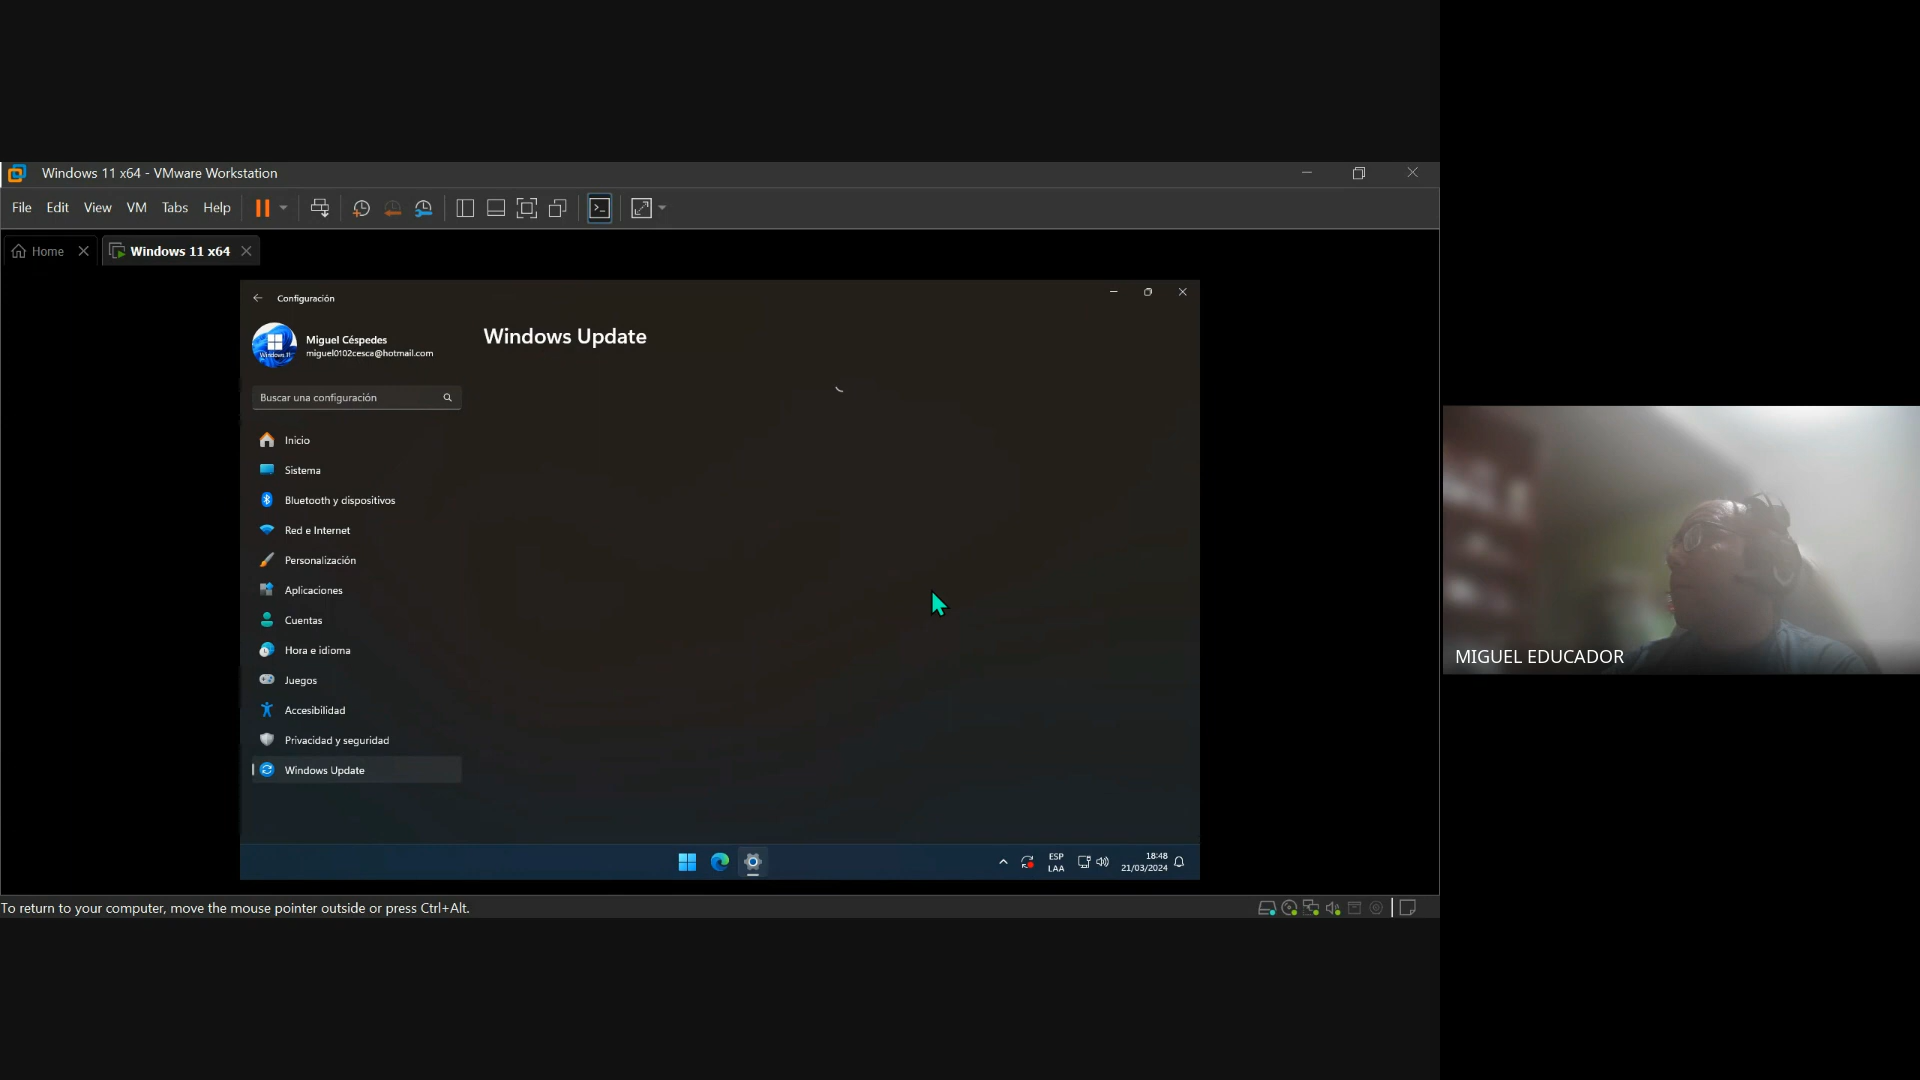 Windows 11 x64 - VMware Workstation
File Edit View VM Tabs Help
Home
Windows 11 x64
Configuración
Miguel Céspedes
miguel0102cesca@hotmail.com
Windows Update
Buscar una configuración
Inicio
Sistema
Bluetooth y dispositivos
Red e Internet
Personalización
Aplicaciones
Cuentas
Hora e idioma
Juegos
Accesibilidad
Privacidad y seguridad
Windows Update
ESP
LAA
18:48
21/03/2024
To return to your computer, move the mouse pointer outside or press Ctrl+Alt.
MIGUEL EDUCADOR